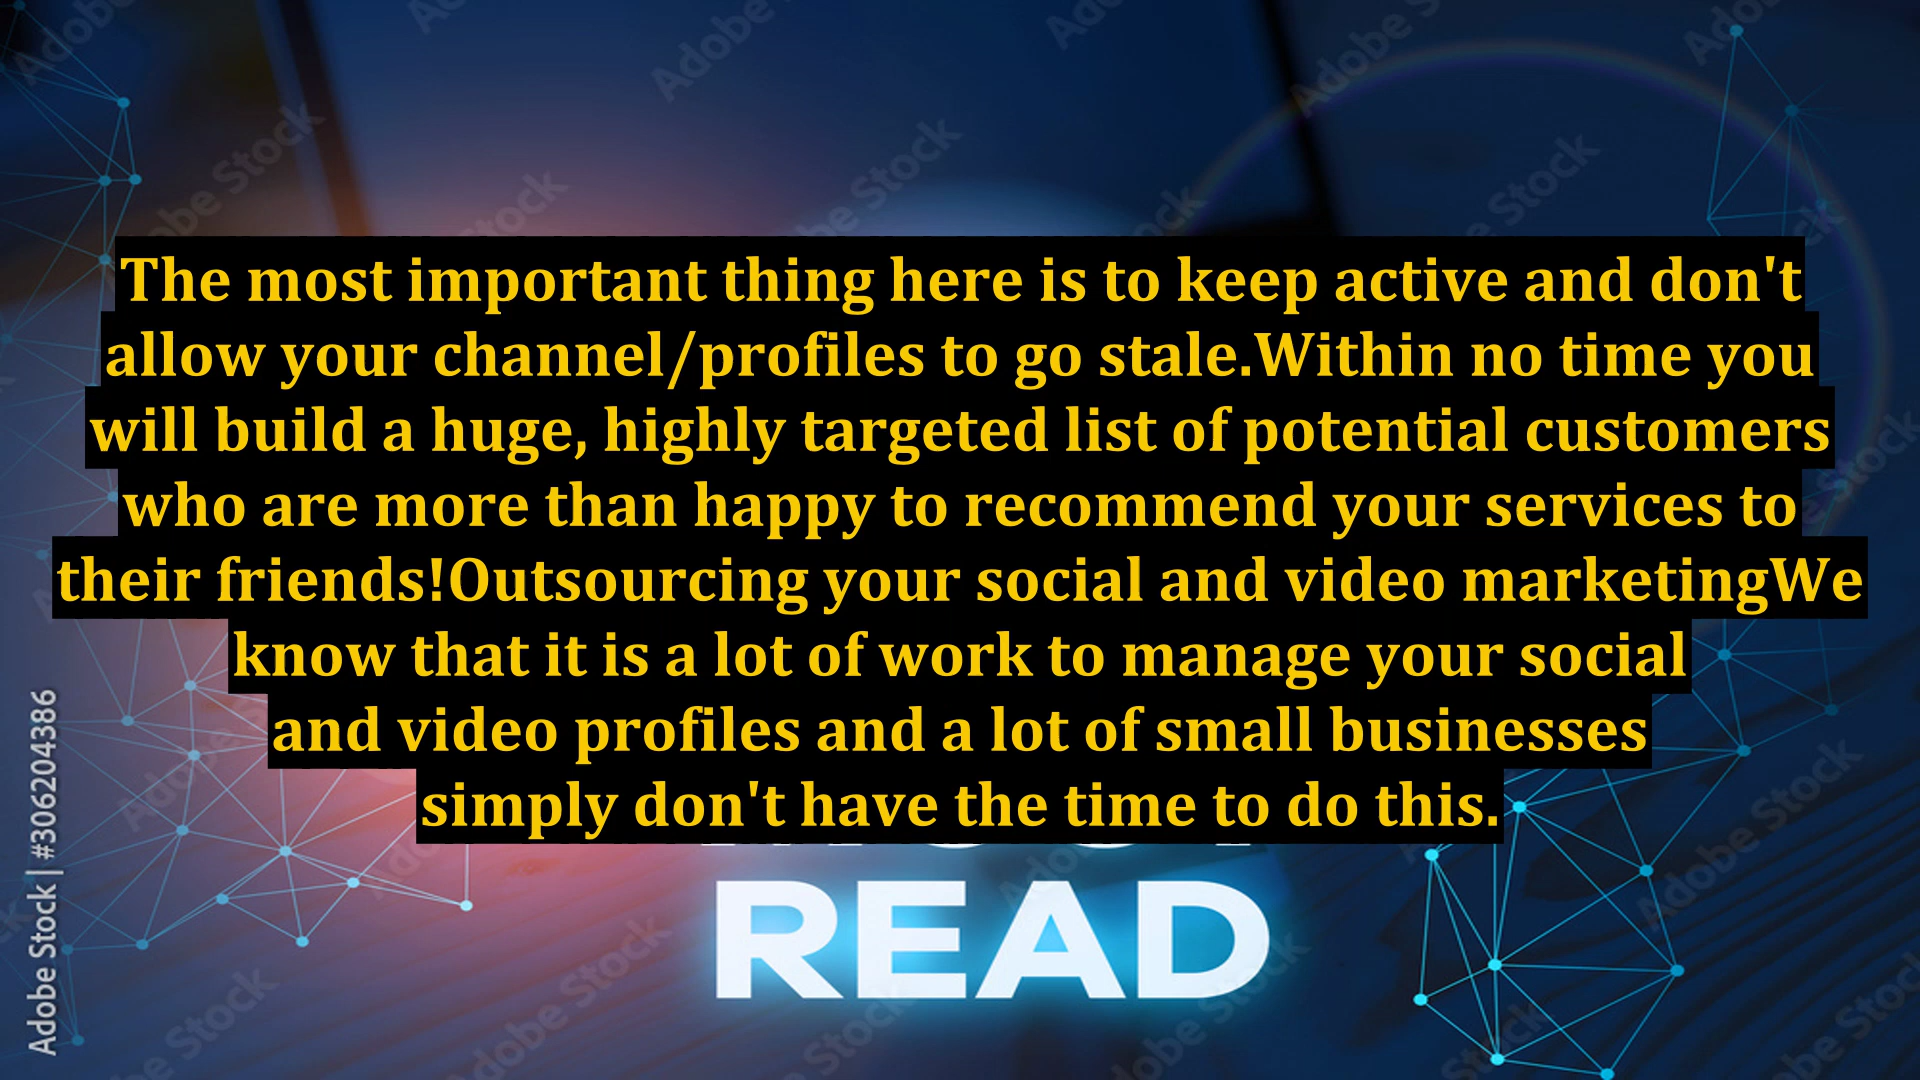 The most important thing here is to keep active and don't
allow your channel/profiles to go stale.Within no time you
will build a huge, highly targeted list of potential customers
who are more than happy to recommend your services to
their friends!Outsourcing your social and video marketingWe
know that it is a lot of work to manage your social
and video profiles and a lot of small businesses
simply don't have the time to do this.
READ
Adobe Stock | #306204386
Adobe Stock